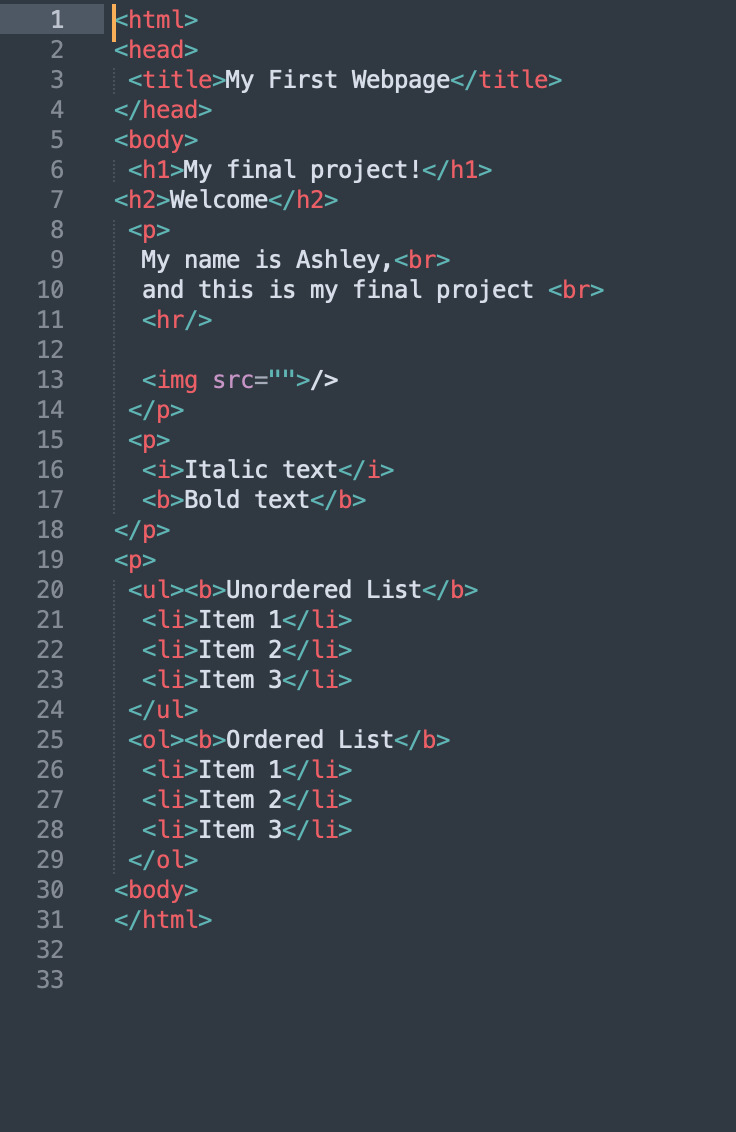 1 <html>
2 <head>
3 <title>My First Webpage</title>
4 </head>
5 <body>
6 <h1>My final project!</h1>
7 <h2>Welcome</h2>
8 <p>
9 My name is Ashley,<br>
10 and this is my final project <br>
11 <hr/>
12
13 <img src="">/>
14 </p>
15 <p>
16 <i>Italic text</i>
17 <b>Bold text</b>
18 </p>
19 <p>
20 <ul><b>Unordered List</b>
21 <li>Item 1</li>
22 <li>Item 2</li>
23 <li>Item 3</li>
24 </ul>
25 <ol><b>Ordered List</b>
26 <li>Item 1</li>
27 <li>Item 2</li>
28 <li>Item 3</li>
29 </ol>
30 <body>
31 </html>
32
33